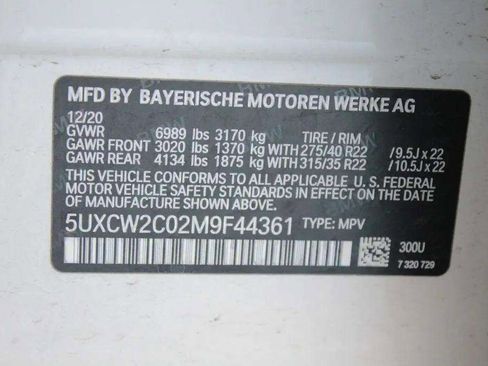 MFD BY BAYERISCHE MOTOREN WERKE AG
12/20
GVWR 6989 lbs 3170 kg TIRE / RIM
GAWR FRONT 3020 lbs 1370 kg WITH 275/40 R22 /9.5J x 22
GAWR REAR 4134 lbs 1875 kg WITH 315/35 R22 /10.5J x 22
THIS VEHICLE CONFORMS TO ALL APPLICABLE U. S. FEDERAL
MOTOR VEHICLE SAFETY STANDARDS IN EFFECT ON THE DATE
OF MANUFACTURE SHOWN ABOVE.
5UXCW2C02M9F44361 TYPE: MPV
300U
7 320 729